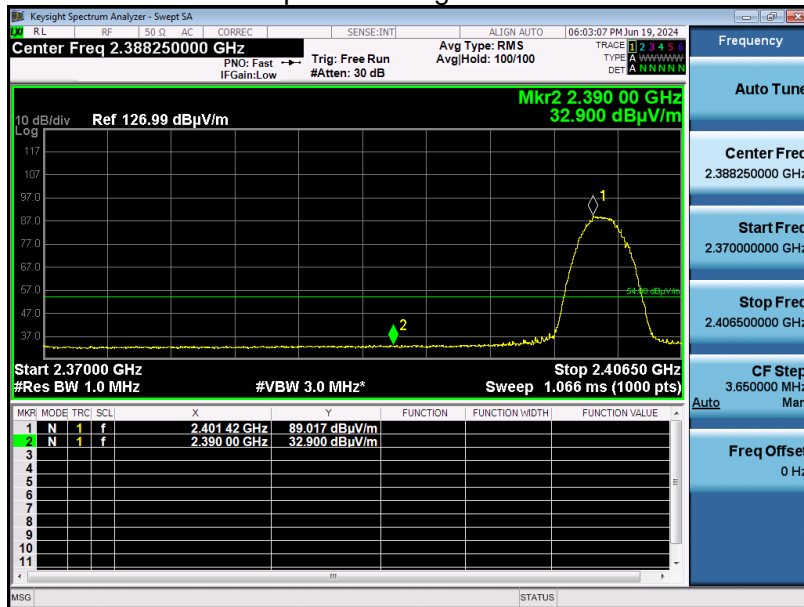 Keysight Spectrum Analyzer - Swept SA
RL RF 50 Ω AC CORREC SENSE:INT ALIGN AUTO 06:03:07 PM Jun 19, 2024
Center Freq 2.388250000 GHz
PNO: Fast
IFGain:Low
Trig: Free Run
#Atten: 30 dB
Avg Type: RMS
Avg|Hold: 100/100
TRACE 1 2 3 4 5 6
TYPE A WWWWW
DET A N N N N N
Mkr2 2.390 00 GHz
32.900 dBµV/m
10 dB/div Ref 126.99 dBµV/m
Log
117
107
97.0
87.0
77.0
67.0
57.0
47.0
37.0
1
54.00 dBµV/m
2
Start 2.37000 GHz Stop 2.40650 GHz
#Res BW 1.0 MHz #VBW 3.0 MHz* Sweep 1.066 ms (1000 pts)
MKR MODE TRC SCL X Y FUNCTION FUNCTION WIDTH FUNCTION VALUE
1 N 1 f 2.401 42 GHz 89.017 dBµV/m
2 N 1 f 2.390 00 GHz 32.900 dBµV/m
3
4
5
6
7
8
9
10
11
MSG STATUS
Frequency
Auto Tune
Center Freq
2.388250000 GHz
Start Freq
2.370000000 GHz
Stop Freq
2.406500000 GHz
CF Step
3.650000 MHz
Auto Man
Freq Offset
0 Hz